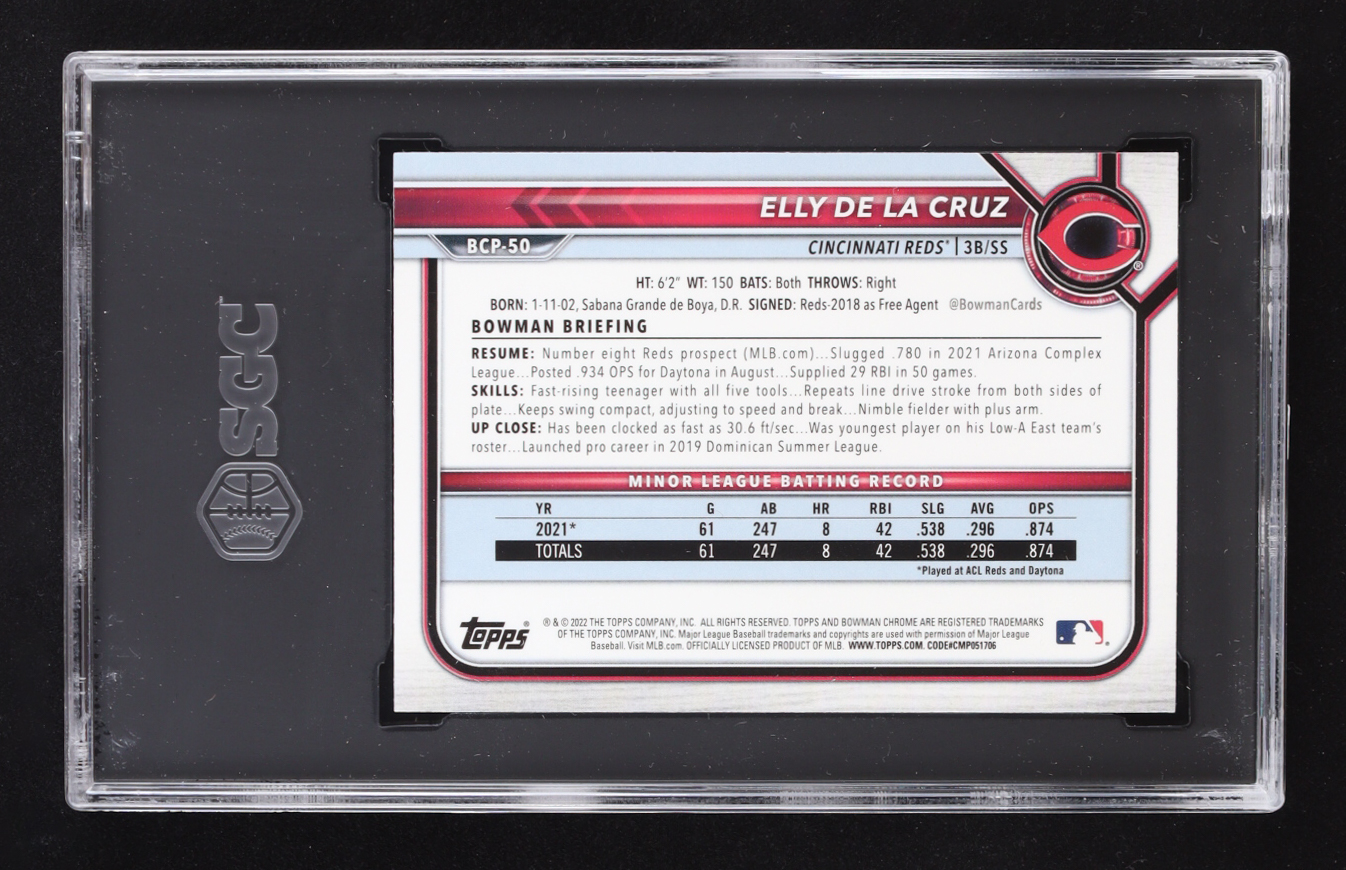 SGC
ELLY DE LA CRUZ
BCP-50
CINCINNATI REDS® | 3B/SS
HT: 6'2" WT: 150 BATS: Both THROWS: Right
BORN: 1-11-02, Sabana Grande de Boya, D.R. SIGNED: Reds-2018 as Free Agent @BowmanCards
BOWMAN BRIEFING
RESUME: Number eight Reds prospect (MLB.com)...Slugged .780 in 2021 Arizona Complex
League...Posted .934 OPS for Daytona in August...Supplied 29 RBI in 50 games.
SKILLS: Fast-rising teenager with all five tools...Repeats line drive stroke from both sides of
plate...Keeps swing compact, adjusting to speed and break...Nimble fielder with plus arm.
UP CLOSE: Has been clocked as fast as 30.6 ft/sec...Was youngest player on his Low-A East team's
roster...Launched pro career in 2019 Dominican Summer League.
MINOR LEAGUE BATTING RECORD
YR G AB HR RBI SLG AVG OPS
2021* 61 247 8 42 .538 .296 .874
TOTALS 61 247 8 42 .538 .296 .874
*Played at ACL Reds and Daytona
Topps®
® & © 2022 THE TOPPS COMPANY, INC. ALL RIGHTS RESERVED. TOPPS AND BOWMAN CHROME ARE REGISTERED TRADEMARKS
OF THE TOPPS COMPANY, INC. Major League Baseball trademarks and copyrights are used with permission of Major League
Baseball. Visit MLB.com. OFFICIALLY LICENSED PRODUCT OF MLB. WWW.TOPPS.COM. CODE#CMP051706